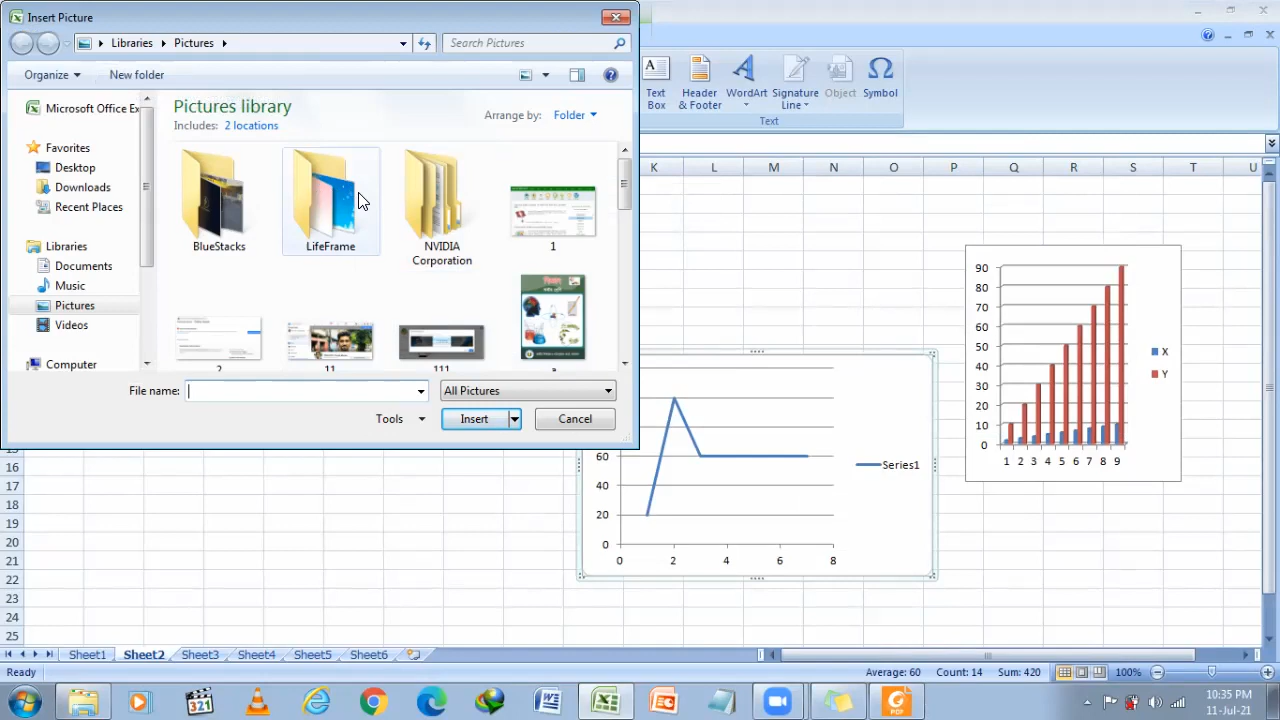 Insert Picture
Libraries
Pictures
Search Pictures
Organize
New folder
Microsoft Office Ex
Favorites
Desktop
Downloads
Recent Places
Libraries
Documents
Music
Pictures
Videos
Computer
Pictures library
Includes: 2 locations
Arrange by: Folder
BlueStacks
LifeFrame
NVIDIA Corporation
1
2
11
111
a
File name:
All Pictures
Tools
Insert
Cancel
Text Box
Header & Footer
WordArt
Signature Line
Object
Symbol
Text
K L M N O P Q R S T U
16
17
18
19
20
21
22
23
24
25
60
40
20
0
0 2 4 6 8
Series1
90
80
70
60
50
40
30
20
10
0
1 2 3 4 5 6 7 8 9
X
Y
Sheet1 Sheet2 Sheet3 Sheet4 Sheet5 Sheet6
Ready
Average: 60 Count: 14 Sum: 420
100%
321
PDF
10:35 PM
11-Jul-21